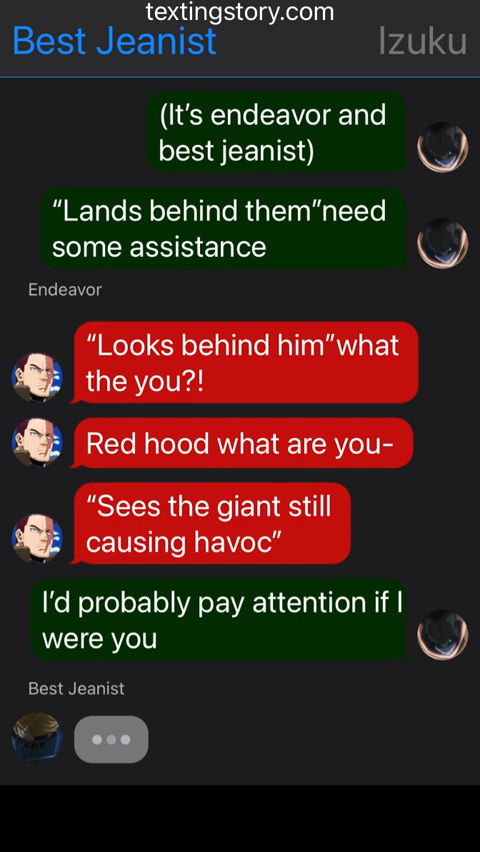 textingstory.com
Best Jeanist
Izuku
(It’s endeavor and
best jeanist)
“Lands behind them”need
some assistance
Endeavor
“Looks behind him”what
the you?!
Red hood what are you-
“Sees the giant still
causing havoc”
I’d probably pay attention if I
were you
Best Jeanist